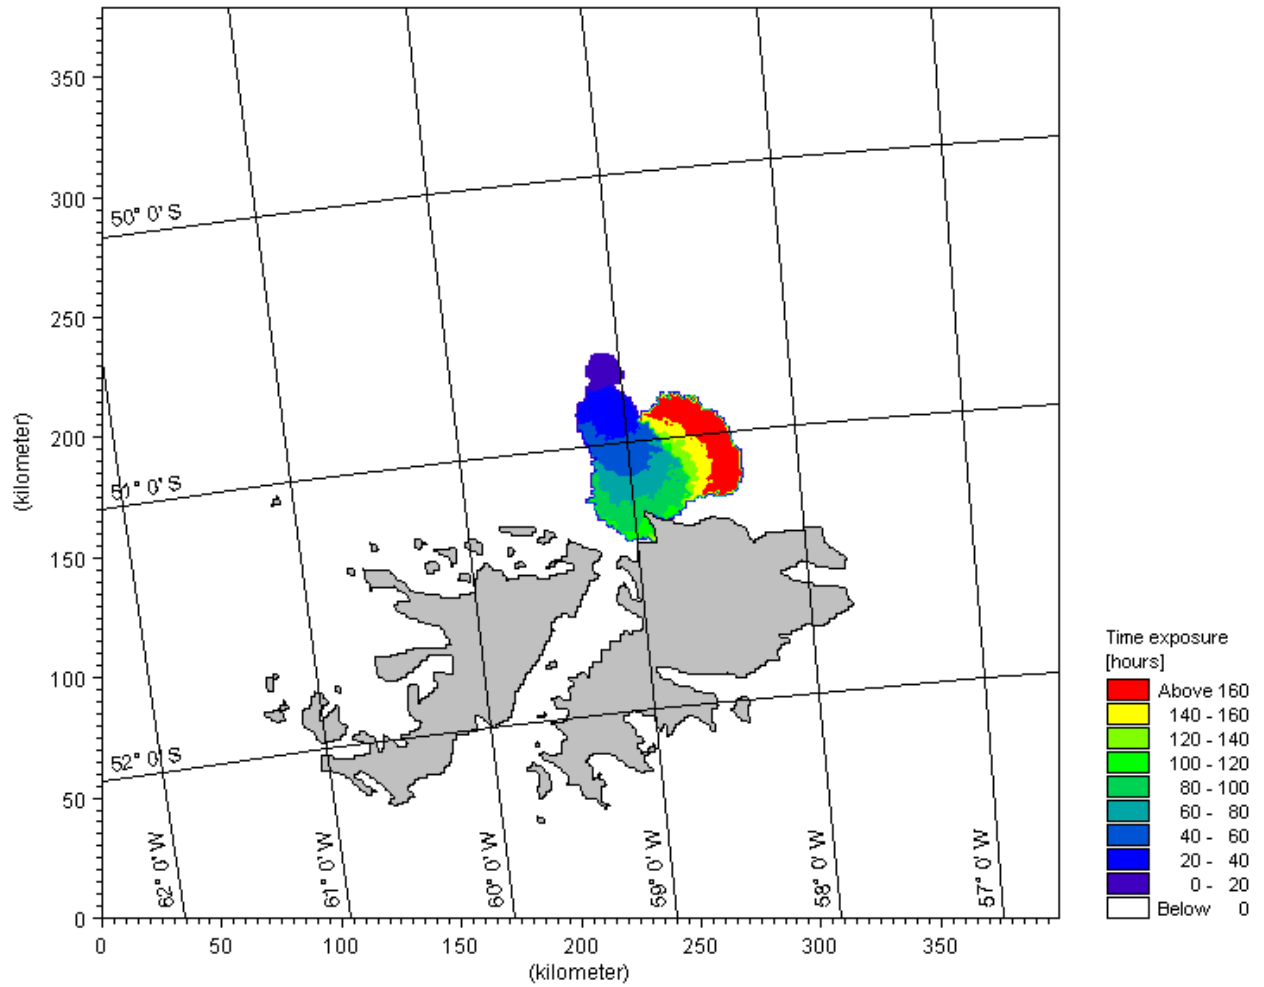 350
300
50° 0' S
250
(kilometer)
200
51° 0' S
150
100
52° 0' S
50
0
62° 0' W
61° 0' W
60° 0' W
59° 0' W
58° 0' W
57° 0' W
0
50
100
150
200
250
300
350
(kilometer)
Time exposure
[hours]
Above 160
140 - 160
120 - 140
100 - 120
80 - 100
60 - 80
40 - 60
20 - 40
0 - 20
Below 0